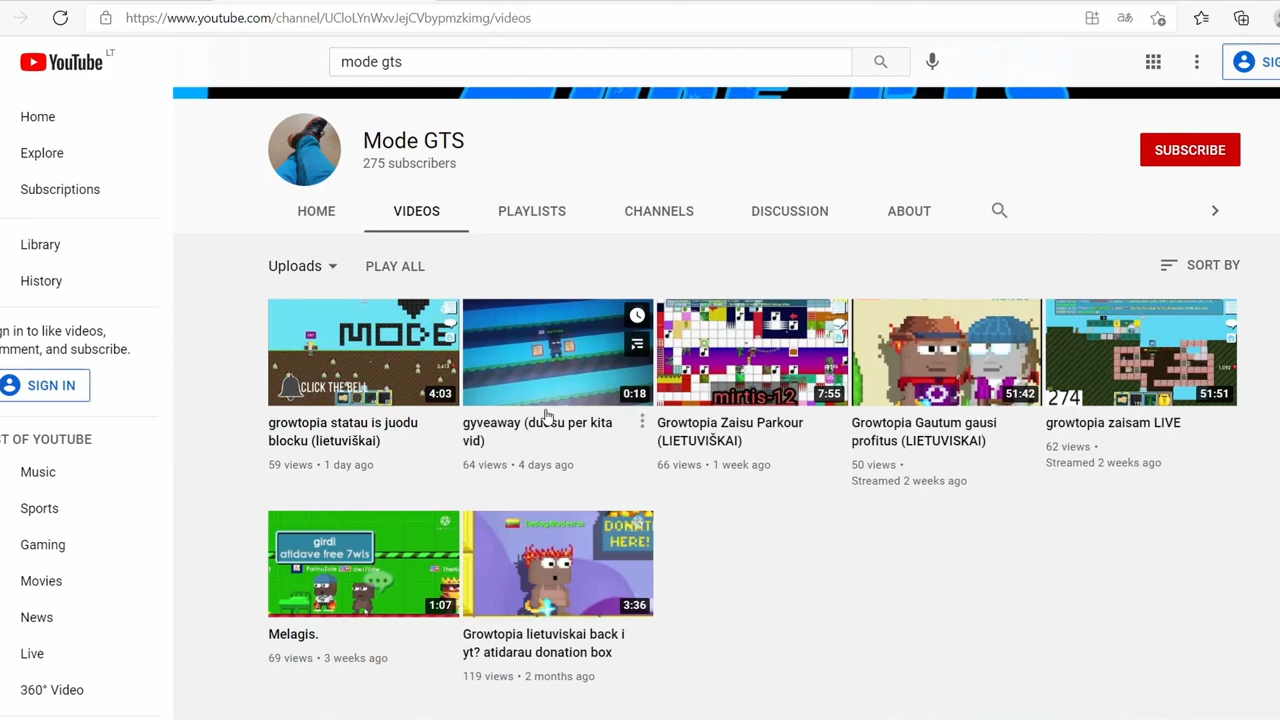 https://www.youtube.com/channel/UCloLYnWxvJejCVbypmzkimg/videos
YouTube LT
mode gts
SIG
Home
Explore
Subscriptions
Library
History
gn in to like videos,
mment, and subscribe.
SIGN IN
ST OF YOUTUBE
Music
Sports
Gaming
Movies
News
Live
360° Video
Mode GTS
275 subscribers
SUBSCRIBE
HOME
VIDEOS
PLAYLISTS
CHANNELS
DISCUSSION
ABOUT
Uploads
PLAY ALL
SORT BY
MODE
CLICK THE BELL
4:03
growtopia statau is juodu
blocku (lietuviškai)
59 views • 1 day ago
0:18
gyveaway (du su per kita
vid)
64 views • 4 days ago
mirtis-12
7:55
Growtopia Zaisu Parkour
(LIETUVIŠKAI)
66 views • 1 week ago
51:42
Growtopia Gautum gausi
profitus (LIETUVISKAI)
50 views •
Streamed 2 weeks ago
274
51:51
growtopia zaisam LIVE
62 views •
Streamed 2 weeks ago
girdi
atidave free 7wls
1:07
Melagis.
69 views • 3 weeks ago
DONAT
HERE!
3:36
Growtopia lietuviskai back i
yt? atidarau donation box
119 views • 2 months ago